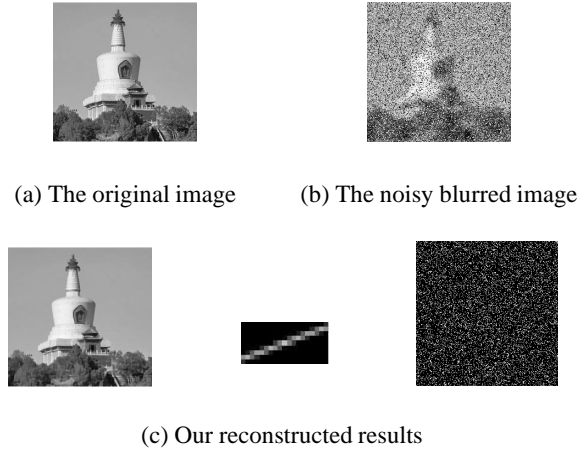 (a) The original image
(b) The noisy blurred image
(c) Our reconstructed results